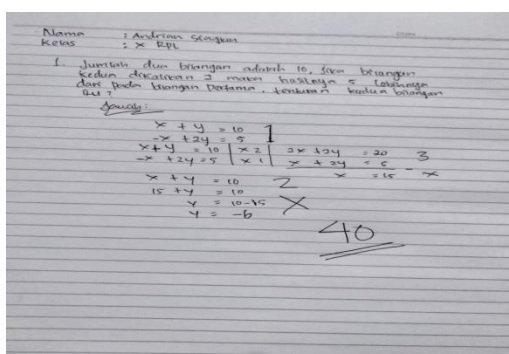 Nama : Andrian
Kelas : X RPL
1. Jumlah dua bilangan adalah 10, jika bilangan
kedua dikalikan 2 maka hasilnya 5 lebihnya
dari pada bilangan pertama. tentukan kedua bilangan
Jawab :
x + y = 10 1
-x + 2y = 5
x + y = 10 | x 2 | 2x + 2y = 20 3
-x + 2y = 5 | x 1 | x + 2y = 5 -
x = 15 x
x + y = 10 2
15 + y = 10
y = 10-15 X
y = -6
40